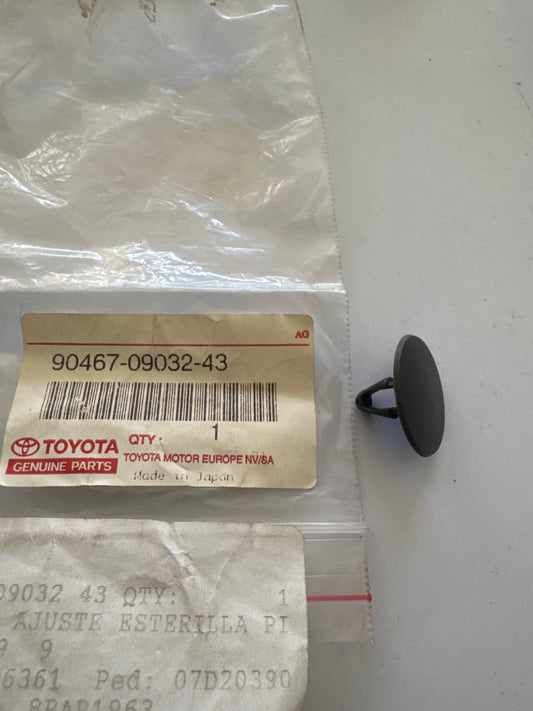 AG
90467-09032-43
TOYOTA
GENUINE PARTS
QTY. 1
TOYOTA MOTOR EUROPE NV/SA
Made in Japan
09032 43 QTY: 1
AJUSTE ESTERILLA PI
9 9
6361 Ped: 07D20390
8BAB1963